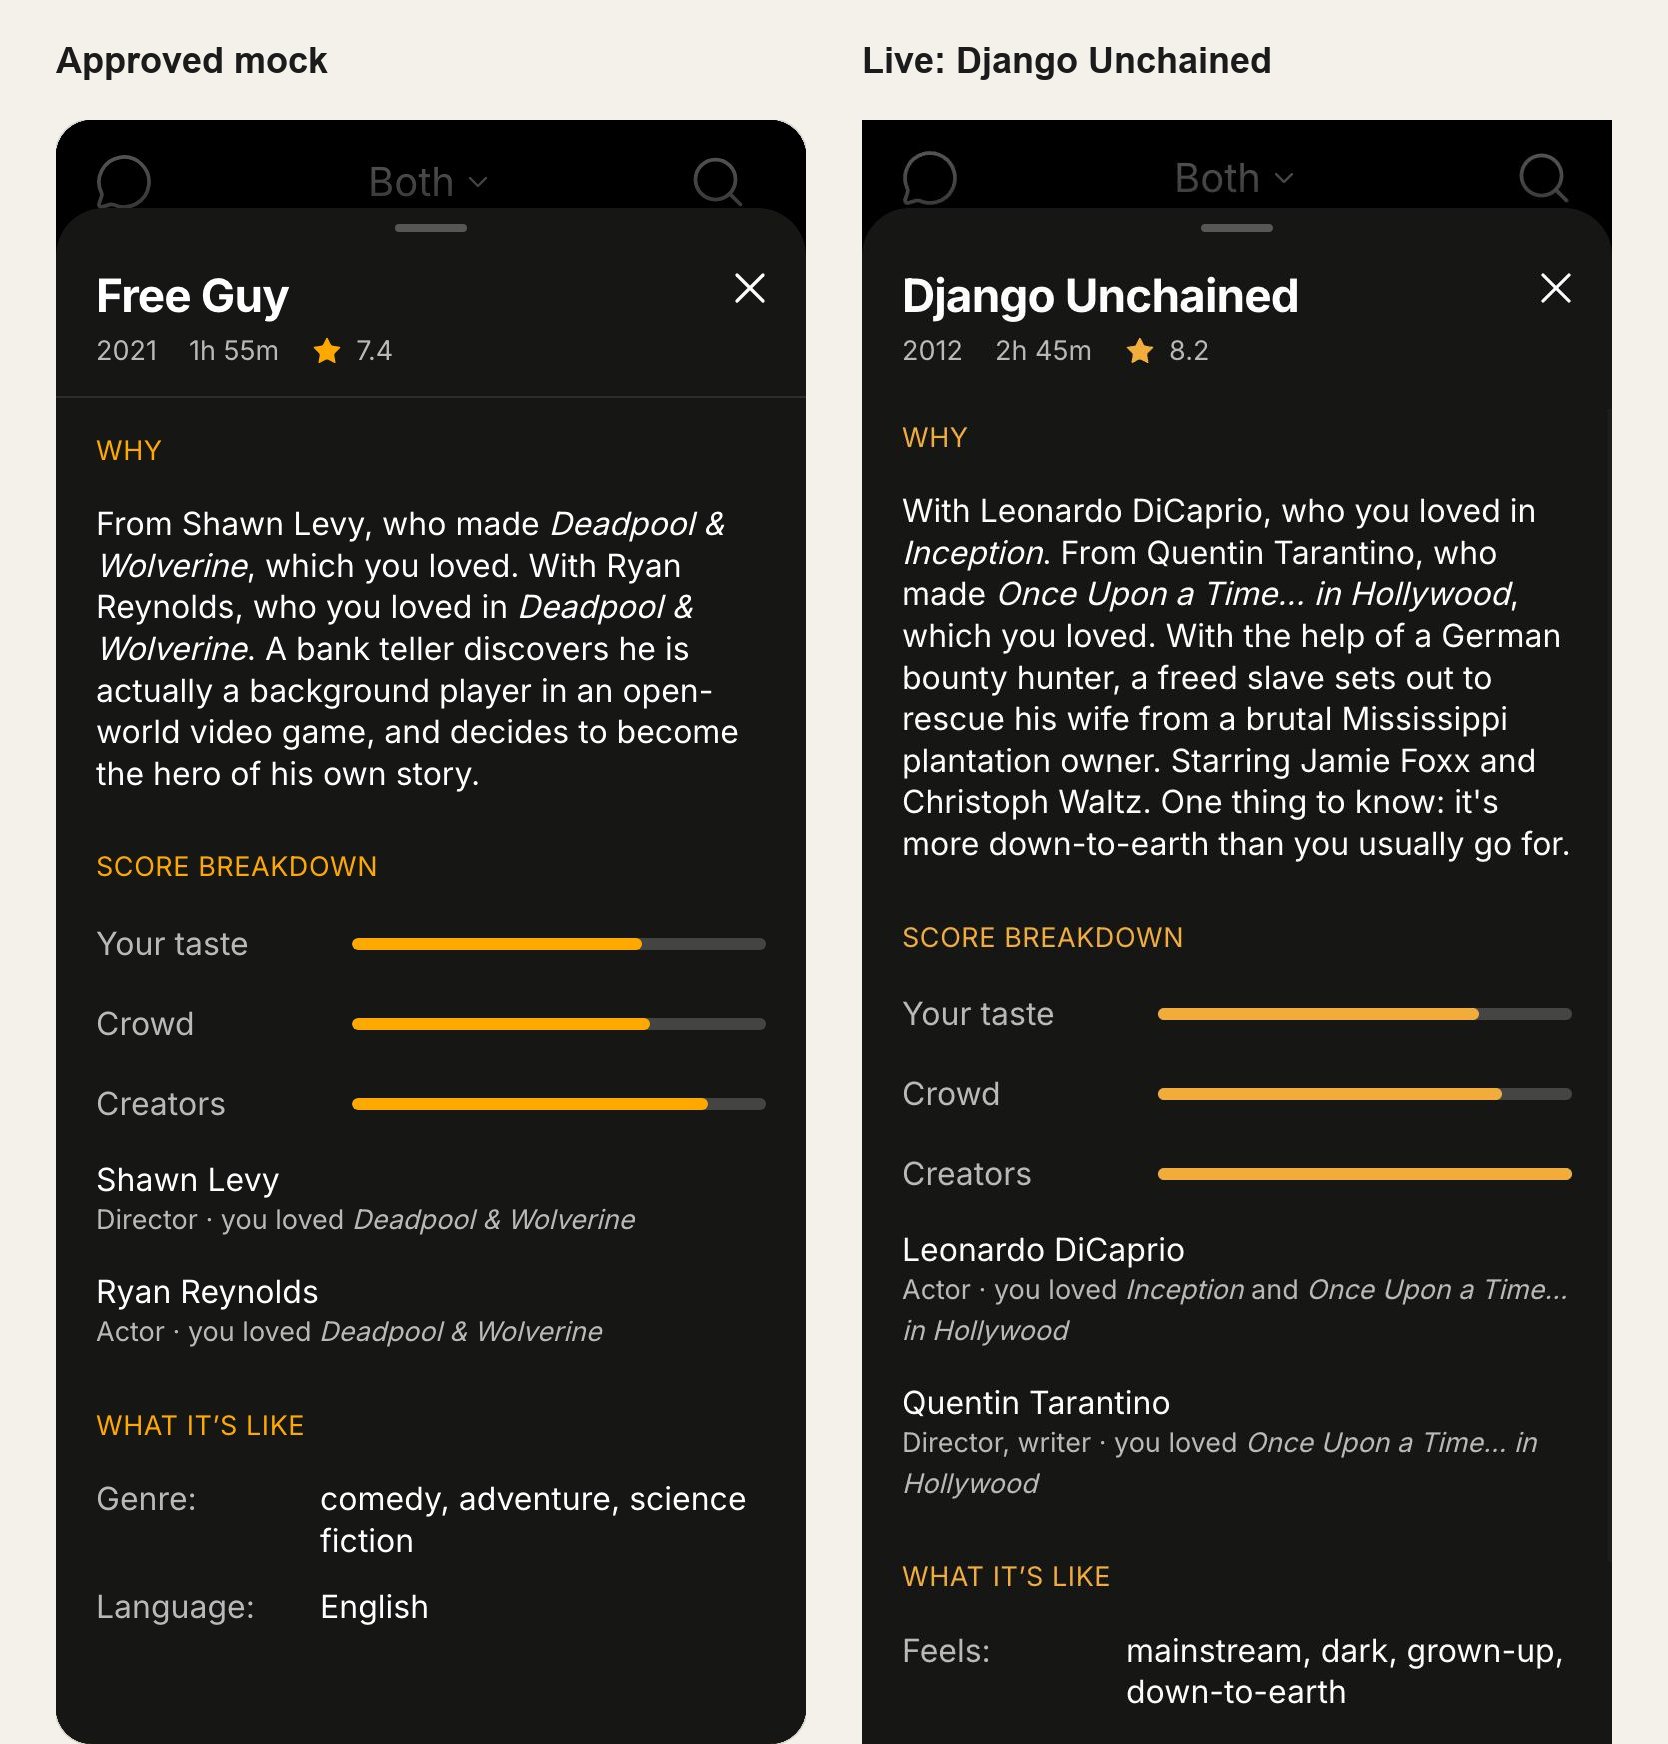 Approved mock
Both
Free Guy
2021 1h 55m 7.4
WHY
From Shawn Levy, who made Deadpool &
Wolverine, which you loved. With Ryan
Reynolds, who you loved in Deadpool &
Wolverine. A bank teller discovers he is
actually a background player in an open-
world video game, and decides to become
the hero of his own story.
SCORE BREAKDOWN
Your taste
Crowd
Creators
Shawn Levy
Director · you loved Deadpool & Wolverine
Ryan Reynolds
Actor · you loved Deadpool & Wolverine
WHAT IT’S LIKE
Genre: comedy, adventure, science
fiction
Language: English
Live: Django Unchained
Both
Django Unchained
2012 2h 45m 8.2
WHY
With Leonardo DiCaprio, who you loved in
Inception. From Quentin Tarantino, who
made Once Upon a Time... in Hollywood,
which you loved. With the help of a German
bounty hunter, a freed slave sets out to
rescue his wife from a brutal Mississippi
plantation owner. Starring Jamie Foxx and
Christoph Waltz. One thing to know: it's
more down-to-earth than you usually go for.
SCORE BREAKDOWN
Your taste
Crowd
Creators
Leonardo DiCaprio
Actor · you loved Inception and Once Upon a Time...
in Hollywood
Quentin Tarantino
Director, writer · you loved Once Upon a Time... in
Hollywood
WHAT IT’S LIKE
Feels: mainstream, dark, grown-up,
down-to-earth